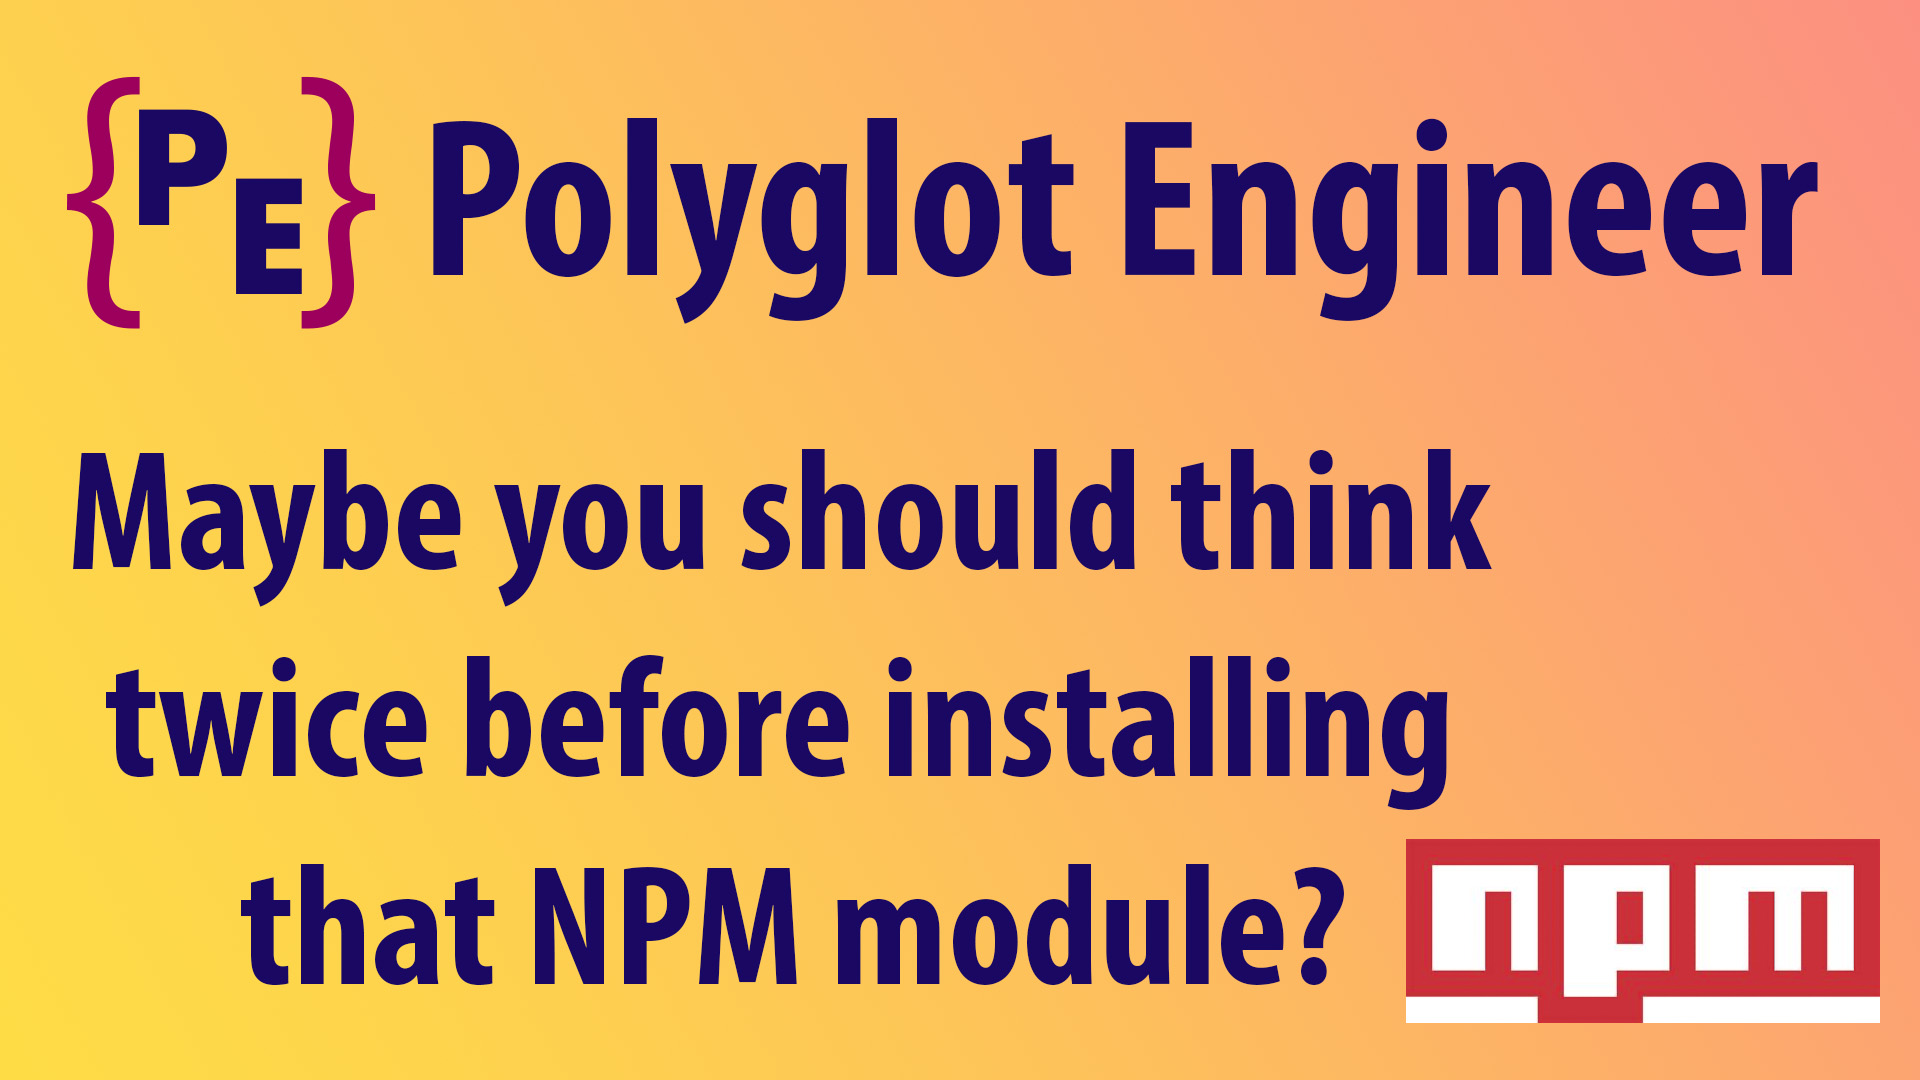 {PE} Polyglot Engineer
Maybe you should think
twice before installing
that NPM module?
npm